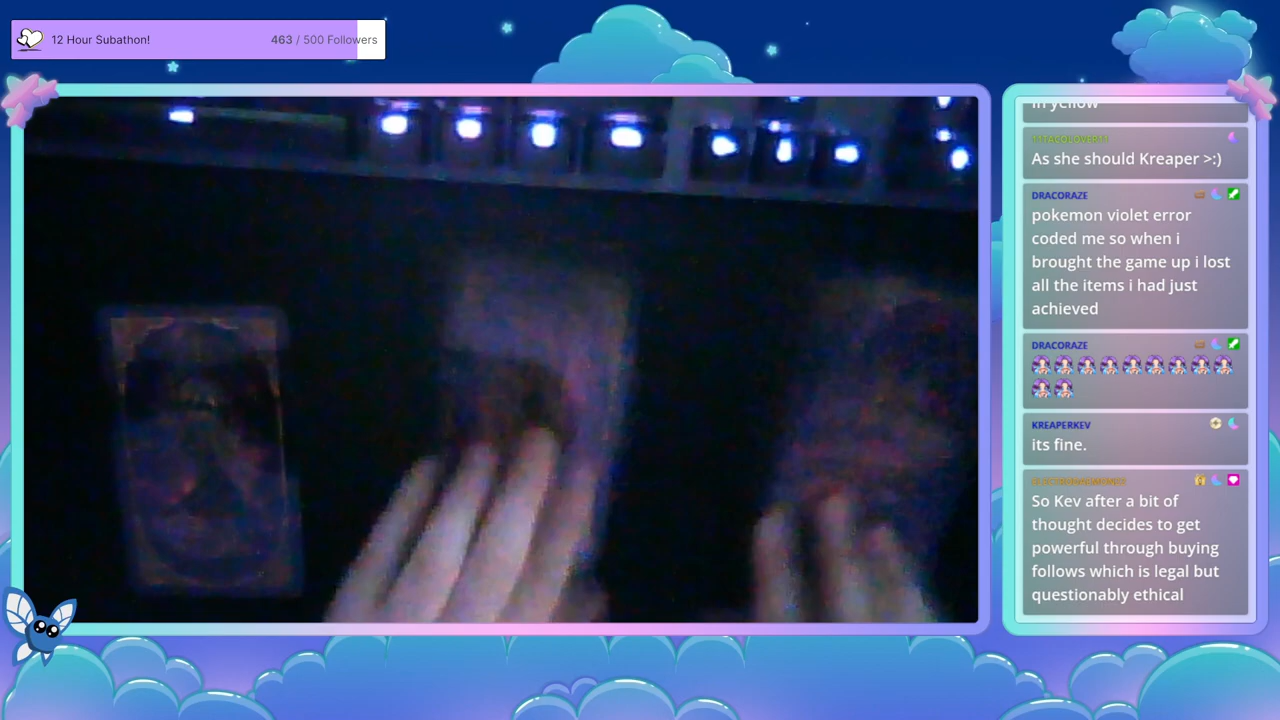 12 Hour Subathon!
463 / 500 Followers
in yellow
As she should Kreaper >:)
DRACORAZE
pokemon violet error
coded me so when i
brought the game up i lost
all the items i had just
achieved
DRACORAZE
KREAPERKEV
its fine.
So Kev after a bit of
thought decides to get
powerful through buying
follows which is legal but
questionably ethical